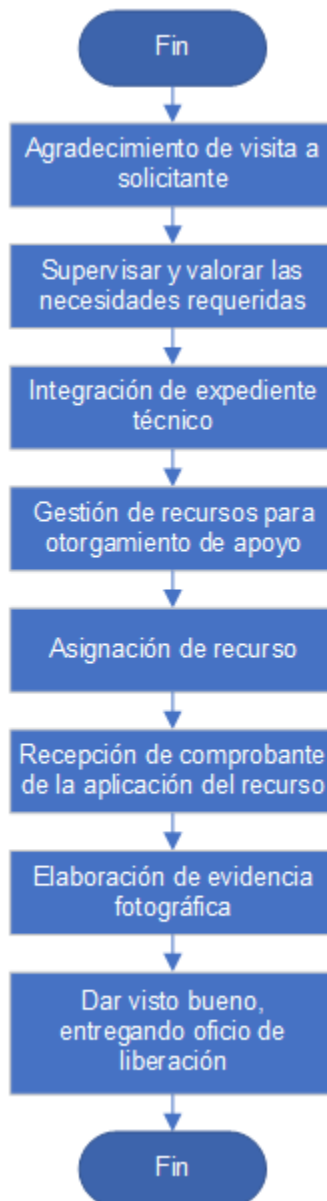 Fin
Agradecimiento de visita a
solicitante
Supervisar y valorar las
necesidades requeridas
Integración de expediente
técnico
Gestión de recursos para
otorgamiento de apoyo
Asignación de recurso
Recepción de comprobante
de la aplicación del recurso
Elaboración de evidencia
fotográfica
Dar visto bueno,
entregando oficio de
liberación
Fin